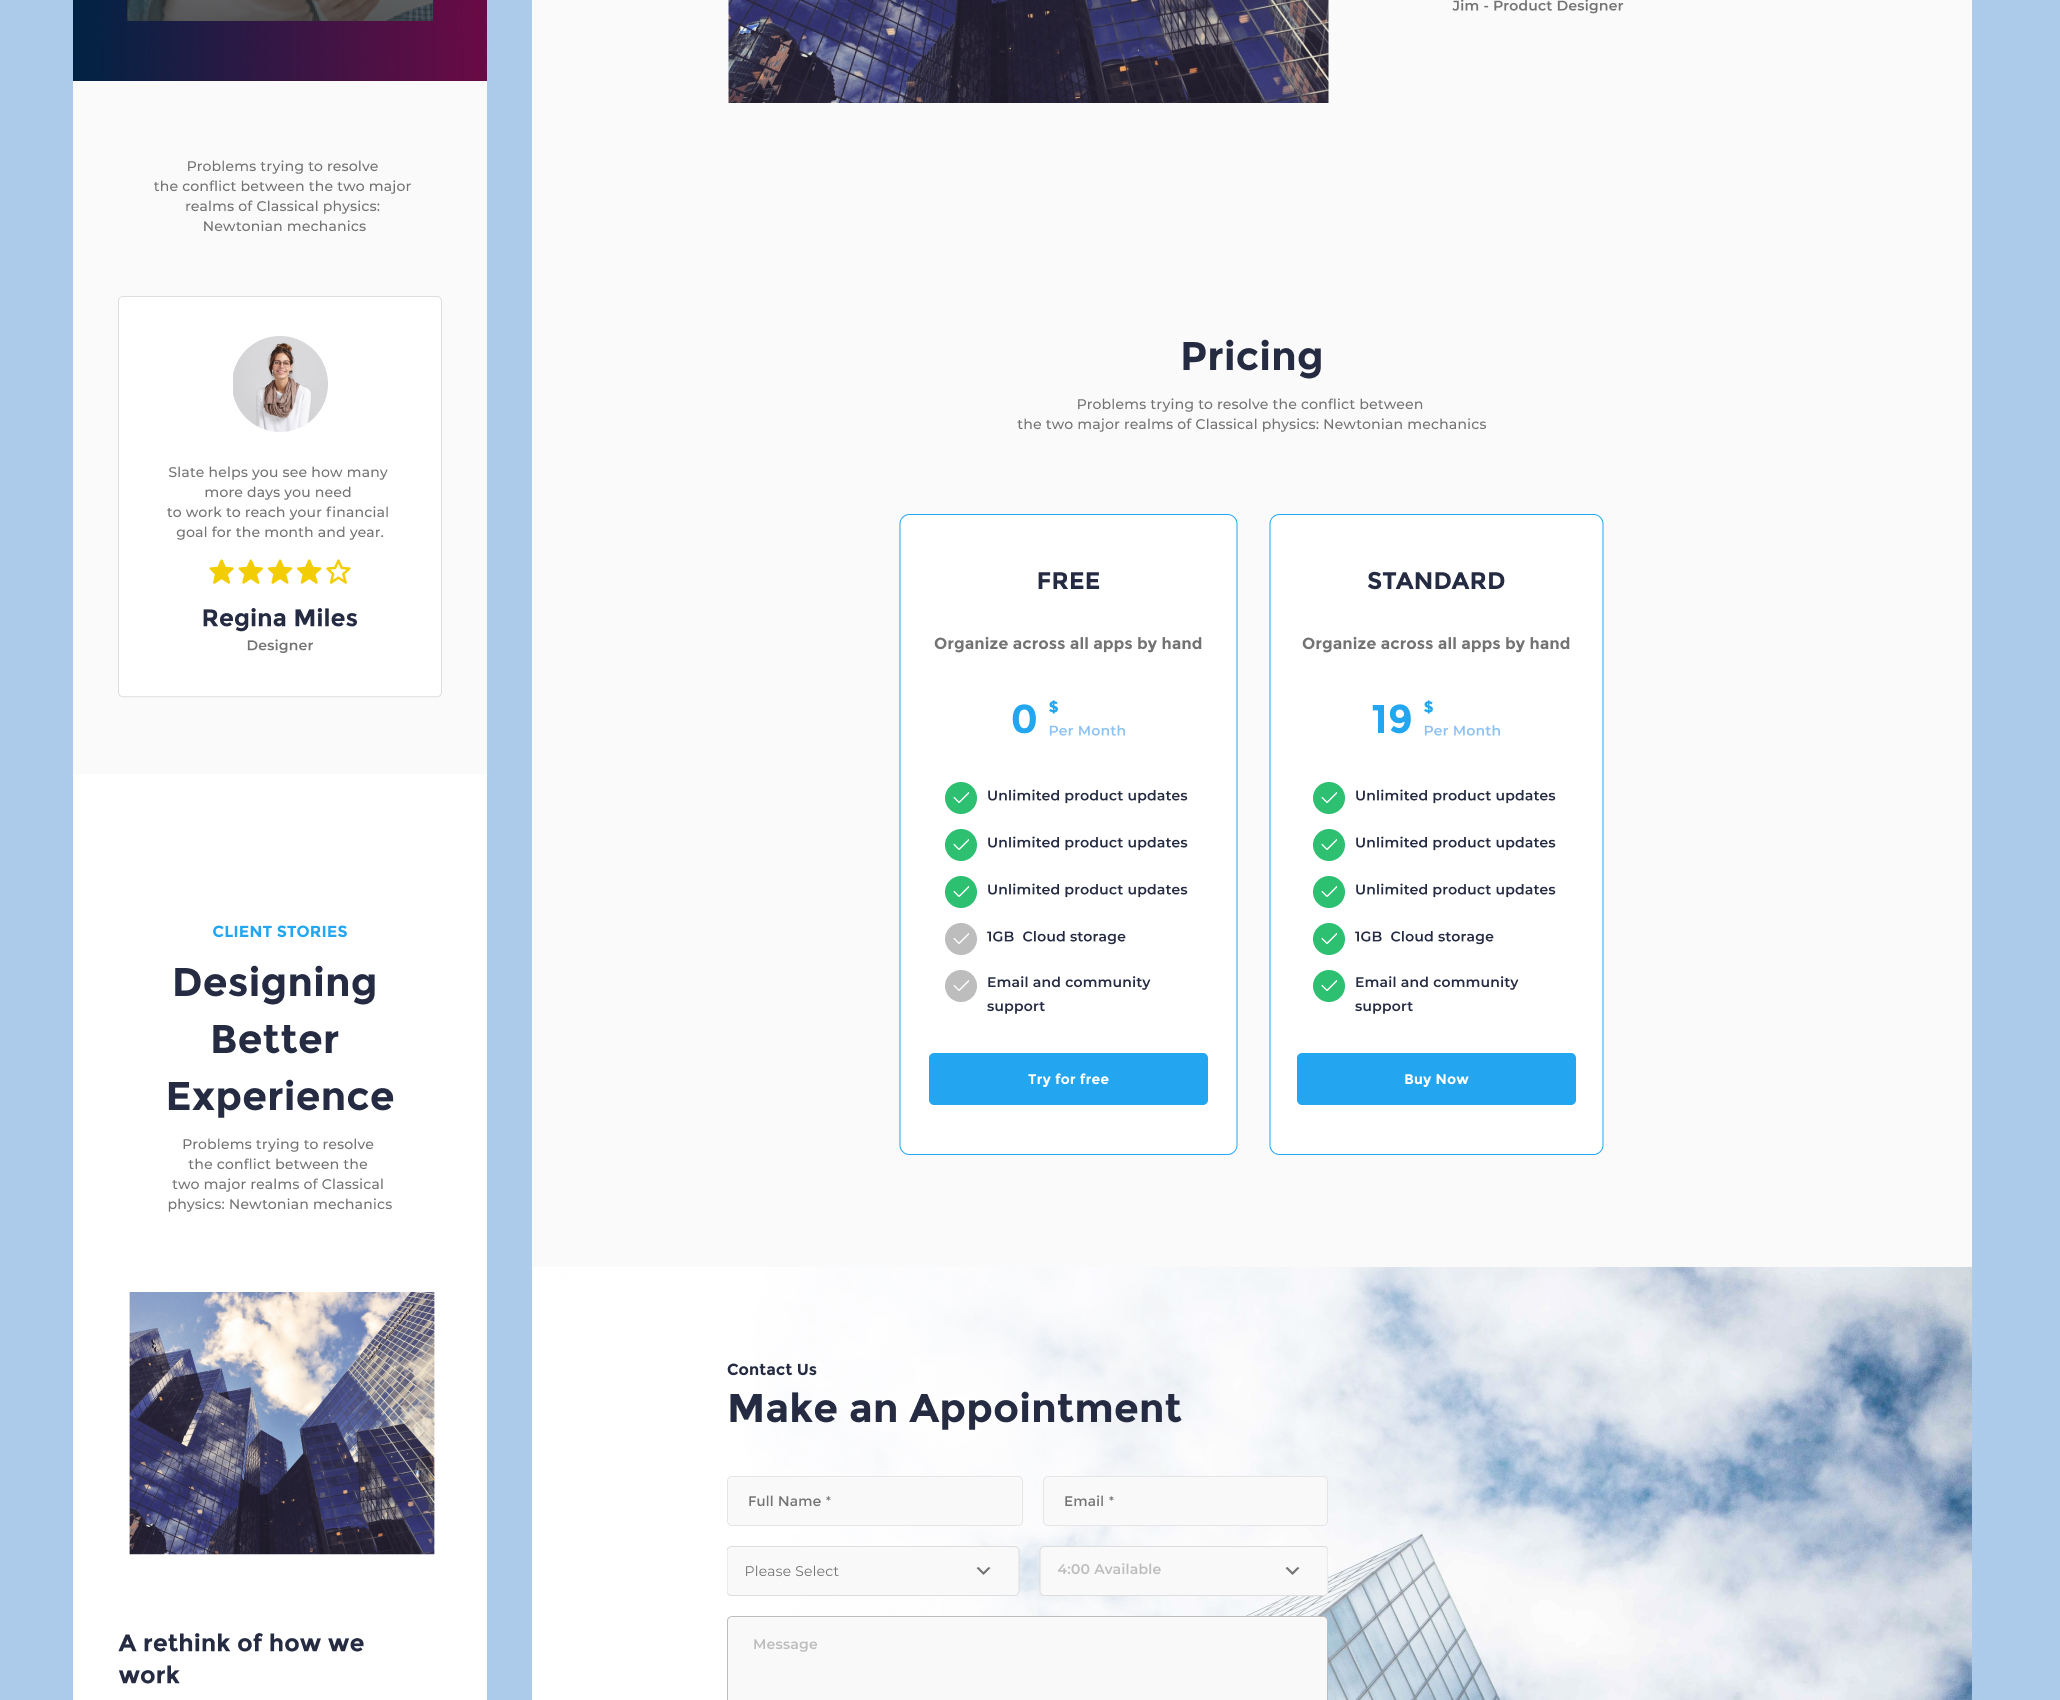 Problems trying to resolve
the conflict between the two major
realms of Classical physics:
Newtonian mechanics
Slate helps you see how many
more days you need
to work to reach your financial
goal for the month and year.
Regina Miles
Designer
CLIENT STORIES
Designing
Better
Experience
Problems trying to resolve
the conflict between the
two major realms of Classical
physics: Newtonian mechanics
A rethink of how we
work
Jim - Product Designer
Pricing
Problems trying to resolve the conflict between
the two major realms of Classical physics: Newtonian mechanics
FREE
Organize across all apps by hand
0 $
Per Month
Unlimited product updates
Unlimited product updates
Unlimited product updates
1GB  Cloud storage
Email and community
support
Try for free
STANDARD
Organize across all apps by hand
19 $
Per Month
Unlimited product updates
Unlimited product updates
Unlimited product updates
1GB  Cloud storage
Email and community
support
Buy Now
Contact Us
Make an Appointment
Full Name *
Email *
Please Select
4:00 Available
Message